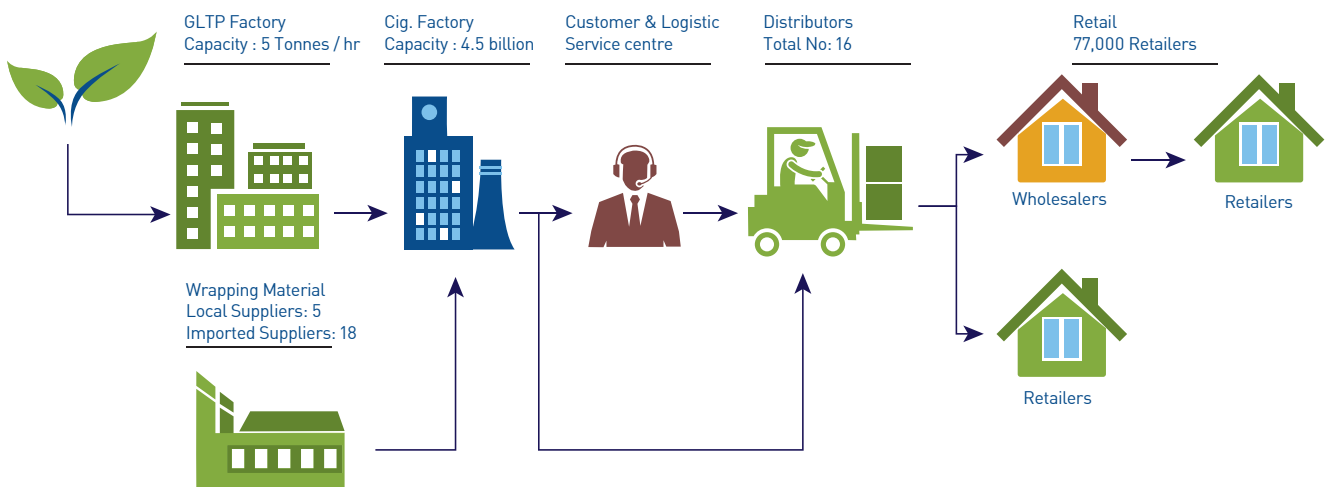 GLTP Factory
Capacity : 5 Tonnes / hr
Cig. Factory
Capacity : 4.5 billion
Customer & Logistic
Service centre
Distributors
Total No: 16
Retail
77,000 Retailers
Wholesalers
Retailers
Wrapping Material
Local Suppliers: 5
Imported Suppliers: 18
Retailers